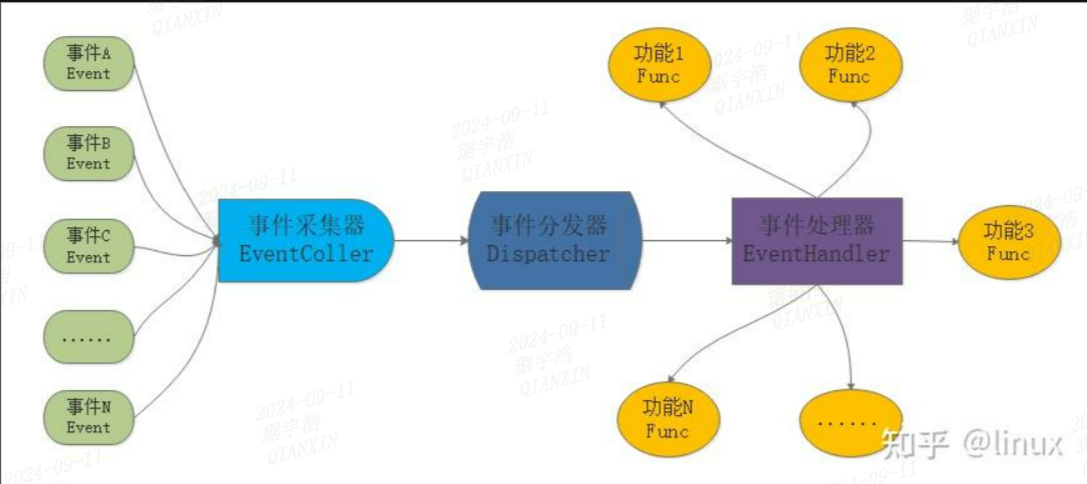 事件A
Event
事件B
Event
事件C
Event
......
事件N
Event
事件采集器
EventColler
事件分发器
Dispatcher
事件处理器
EventHandler
功能1
Func
功能2
Func
功能3
Func
功能N
Func
......
知乎 @linux
2024-09-11
琚宇浩
QIANXIN